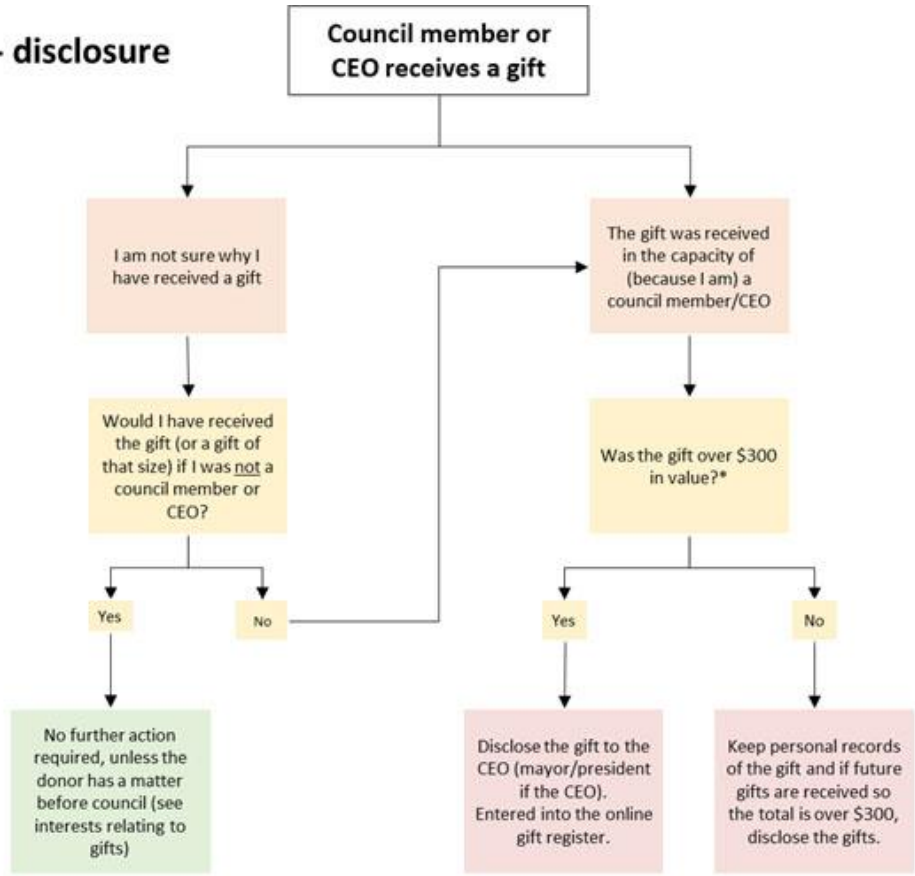 - disclosure
Council member or
CEO receives a gift
I am not sure why I
have received a gift
The gift was received
in the capacity of
(because I am) a
council member/CEO
Would I have received
the gift (or a gift of
that size) if I was not a
council member or
CEO?
Was the gift over $300
in value?*
Yes
No
Yes
No
No further action
required, unless the
donor has a matter
before council (see
interests relating to
gifts)
Disclose the gift to the
CEO (mayor/president
if the CEO).
Entered into the online
gift register.
Keep personal records
of the gift and if future
gifts are received so
the total is over $300,
disclose the gifts.